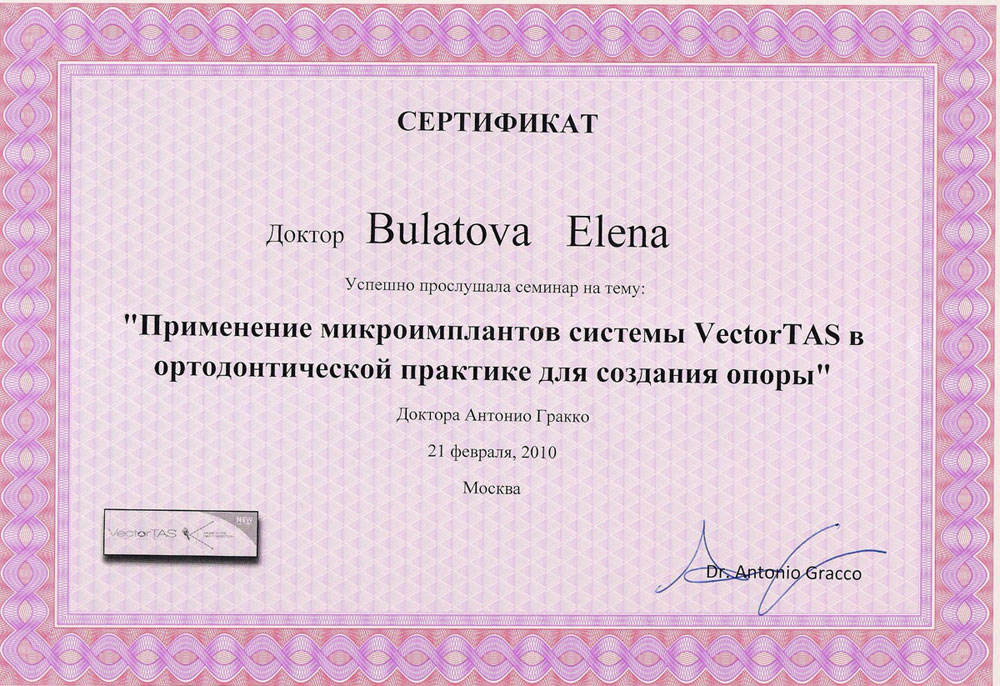 СЕРТИФИКАТ
Доктор Bulatova Elena
Успешно прослушала семинар на тему:
"Применение микроимплантов системы VectorTAS в
ортодонтической практике для создания опоры"
Доктора Антонио Гракко
21 февраля, 2010
Москва
VectorTAS
NEW
Dr. Antonio Gracco